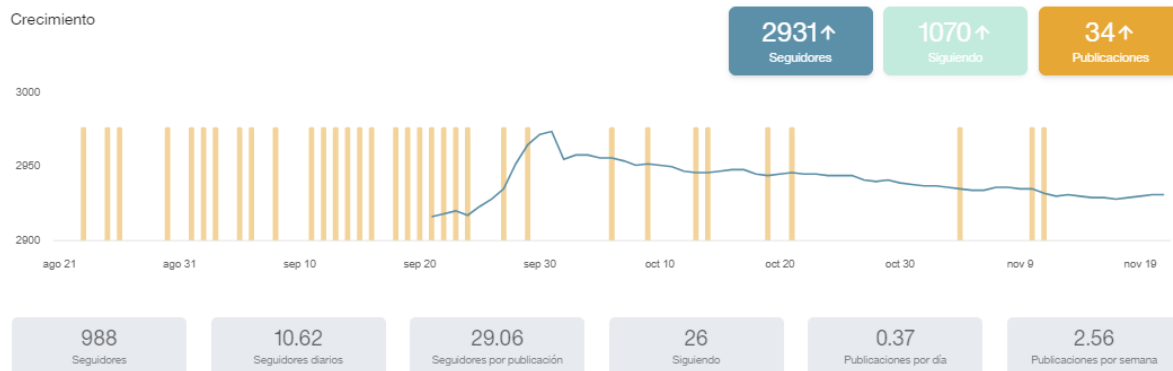 Crecimiento
2931↑
Seguidores
1070↑
Siguiendo
34↑
Publicaciones
3000
2950
2900
ago 21
ago 31
sep 10
sep 20
sep 30
oct 10
oct 20
oct 30
nov 9
nov 19
988
Seguidores
10.62
Seguidores diarios
29.06
Seguidores por publicación
26
Siguiendo
0.37
Publicaciones por día
2.56
Publicaciones por semana